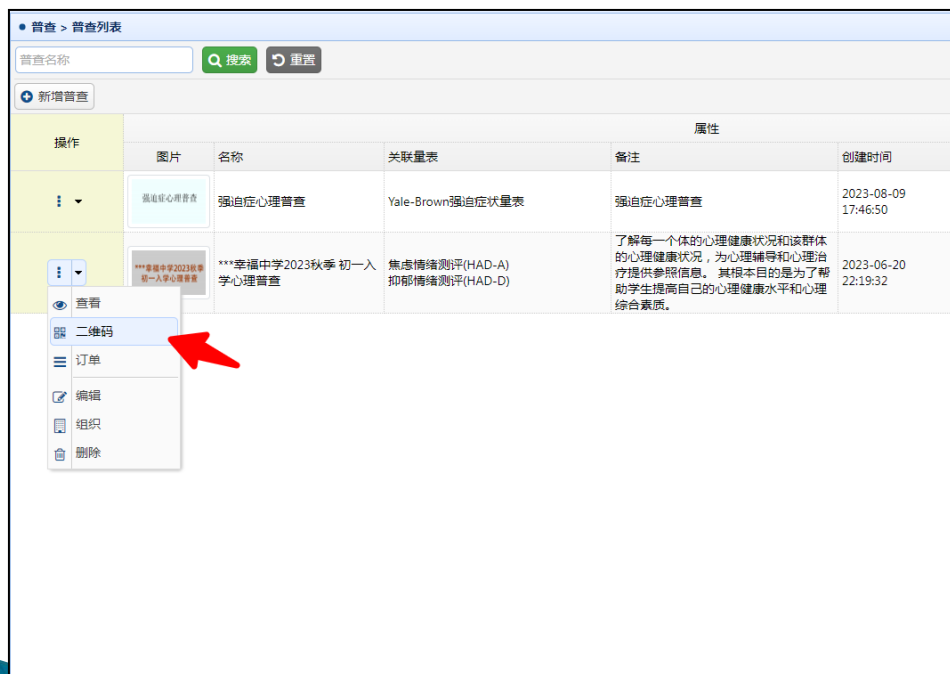 普查 > 普查列表
普查名称
搜索
重置
新增普查
操作
属性
图片
名称
关联量表
备注
创建时间
强迫症心理普查
强迫症心理普查
Yale-Brown强迫症状量表
强迫症心理普查
2023-08-09
17:46:50
***幸福中学2023秋季
初一入学心理普查
***幸福中学2023秋季 初一入
学心理普查
焦虑情绪测评(HAD-A)
抑郁情绪测评(HAD-D)
了解每一个体的心理健康状况和该群体
的心理健康状况，为心理辅导和心理治
疗提供参照信息。 其根本目的是为了帮
助学生提高自己的心理健康水平和心理
综合素质。
2023-06-20
22:19:32
查看
二维码
订单
编辑
组织
删除